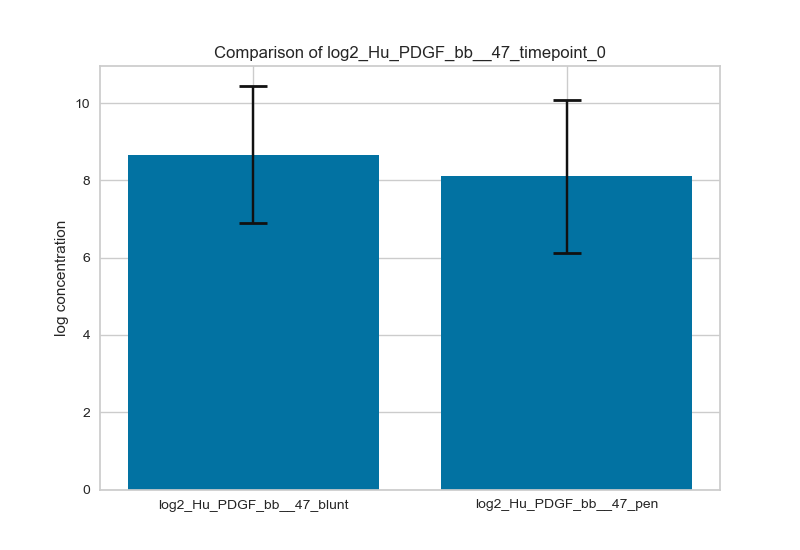 Comparison of log2_Hu_PDGF_bb__47_timepoint_0
log concentration
10
8
6
4
2
0
log2_Hu_PDGF_bb__47_blunt
log2_Hu_PDGF_bb__47_pen